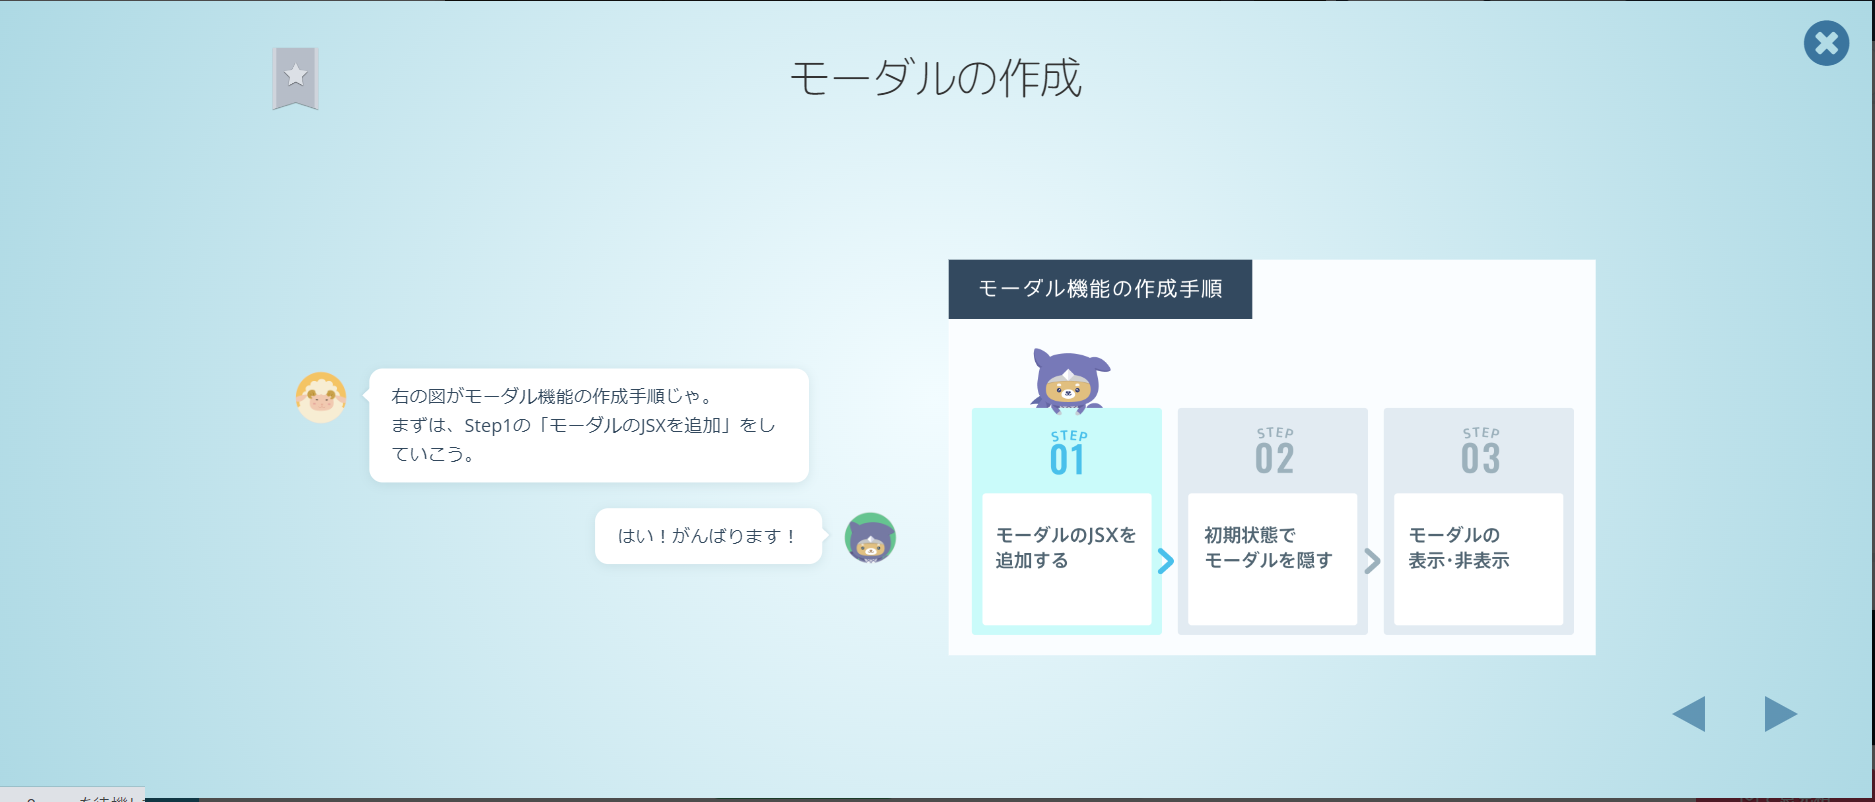 モーダルの作成
右の図がモーダル機能の作成手順じゃ。
まずは、Step1の「モーダルのJSXを追加」をし
ていこう。
はい！がんばります！
モーダル機能の作成手順
STEP
01
モーダルのJSXを
追加する
STEP
02
初期状態で
モーダルを隠す
STEP
03
モーダルの
表示・非表示